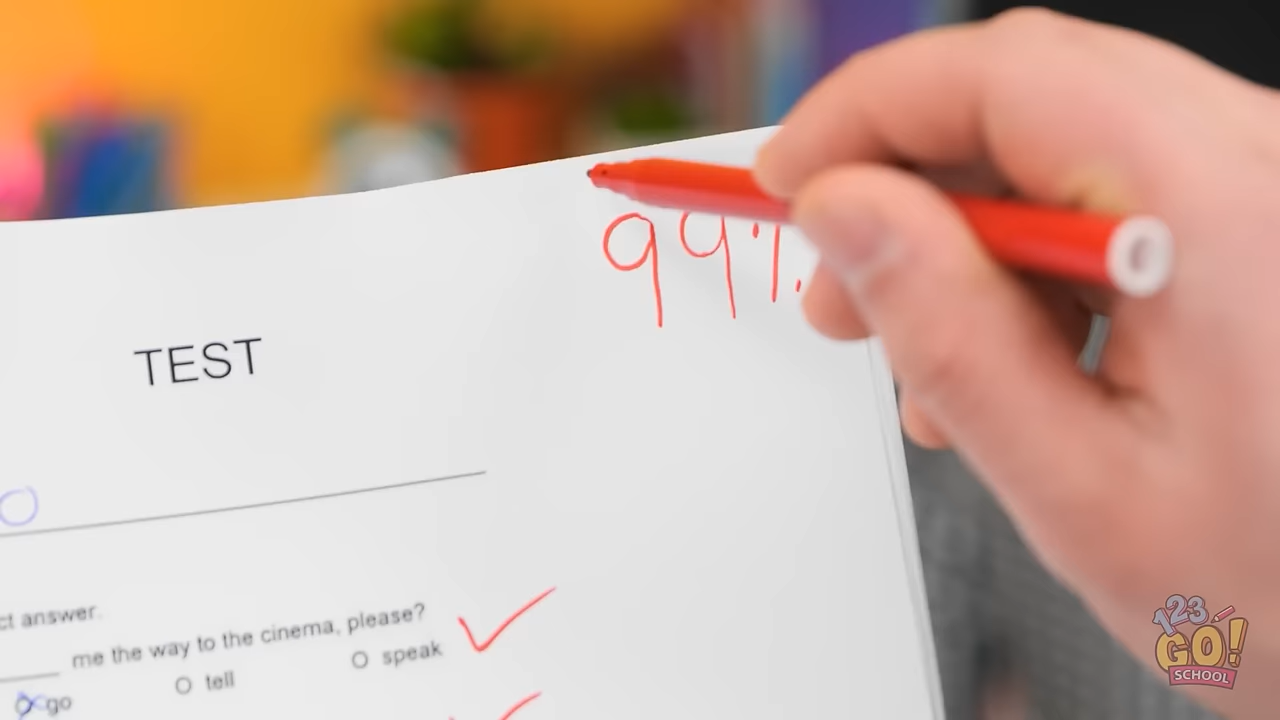 99%
TEST
ct answer.
me the way to the cinema, please?
go tell speak
123
GO!
SCHOOL